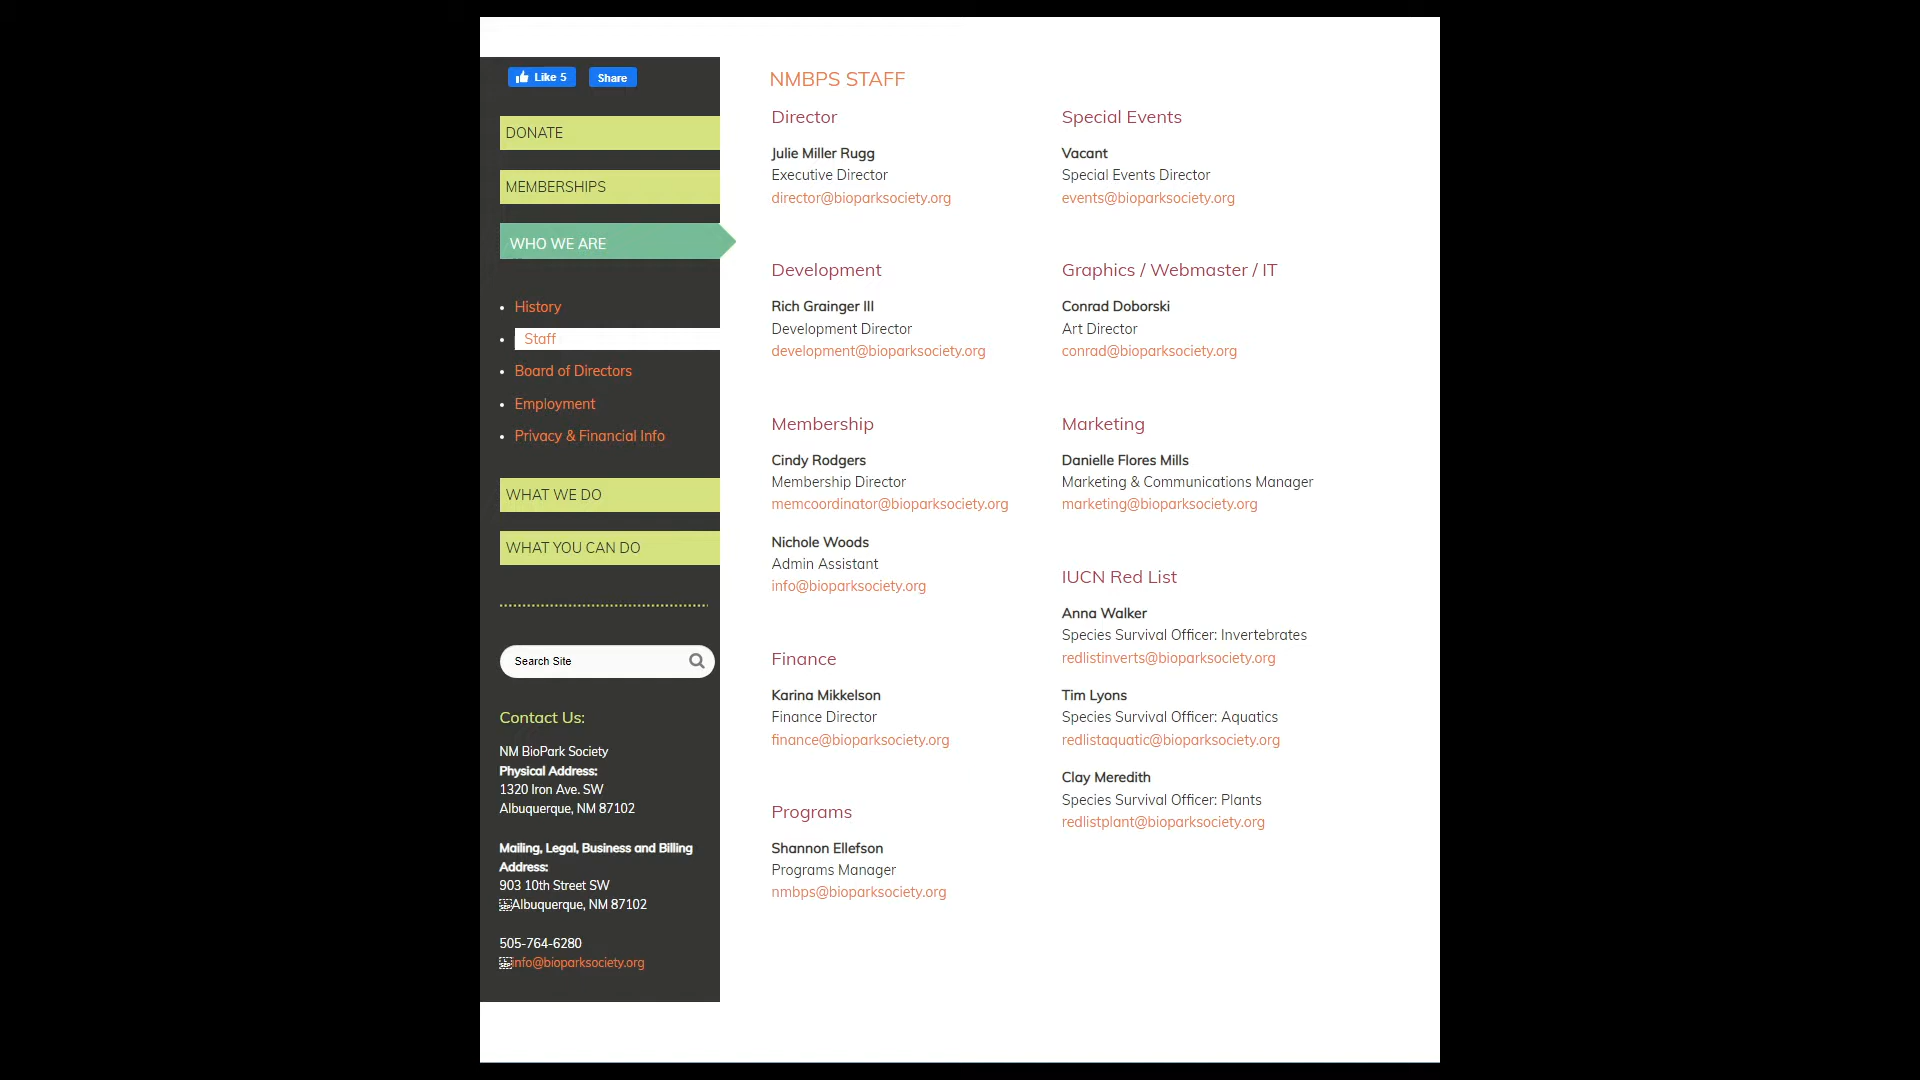 Like 5
Share
DONATE
MEMBERSHIPS
WHO WE ARE
History
Staff
Board of Directors
Employment
Privacy & Financial Info
WHAT WE DO
WHAT YOU CAN DO
Search Site
Contact Us:
NM BioPark Society
Physical Address:
1320 Iron Ave. SW
Albuquerque, NM 87102
Mailing, Legal, Business and Billing
Address:
903 10th Street SW
Albuquerque, NM 87102
505-764-6280
info@bioparksociety.org
NMBPS STAFF
Director
Julie Miller Rugg
Executive Director
director@bioparksociety.org
Development
Rich Grainger III
Development Director
development@bioparksociety.org
Membership
Cindy Rodgers
Membership Director
memcoordinator@bioparksociety.org
Nichole Woods
Admin Assistant
info@bioparksociety.org
Finance
Karina Mikkelson
Finance Director
finance@bioparksociety.org
Programs
Shannon Ellefson
Programs Manager
nmbps@bioparksociety.org
Special Events
Vacant
Special Events Director
events@bioparksociety.org
Graphics / Webmaster / IT
Conrad Doborski
Art Director
conrad@bioparksociety.org
Marketing
Danielle Flores Mills
Marketing & Communications Manager
marketing@bioparksociety.org
IUCN Red List
Anna Walker
Species Survival Officer: Invertebrates
redlistinverts@bioparksociety.org
Tim Lyons
Species Survival Officer: Aquatics
redlistaquatic@bioparksociety.org
Clay Meredith
Species Survival Officer: Plants
redlistplant@bioparksociety.org